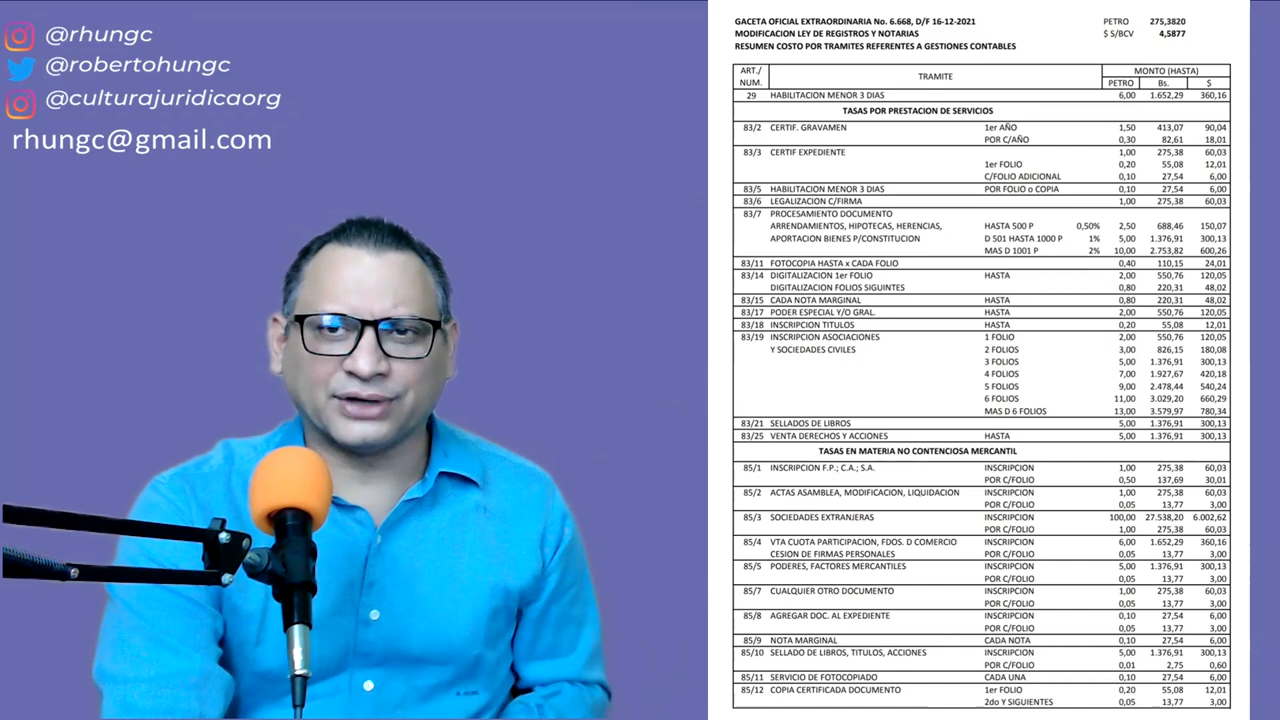 @rhungc
@robertohungc
@culturajuridicaorg
rhungc@gmail.com
GACETA OFICIAL EXTRAORDINARIA No. 6.668, D/F 16-12-2021 PETRO 275,3820
MODIFICACION LEY DE REGISTROS Y NOTARIAS $ S/BCV 4,5877
RESUMEN COSTO POR TRAMITES REFERENTES A GESTIONES CONTABLES
ART./ NUM. TRAMITE MONTO (HASTA)
PETRO Bs. $
29 HABILITACION MENOR 3 DIAS 6,00 1.652,29 360,16
TASAS POR PRESTACION DE SERVICIOS
83/2 CERTIF. GRAVAMEN 1er AÑO 1,50 413,07 90,04
POR C/AÑO 0,30 82,61 18,01
83/3 CERTIF EXPEDIENTE 1,00 275,38 60,03
1er FOLIO 0,20 55,08 12,01
C/FOLIO ADICIONAL 0,10 27,54 6,00
83/5 HABILITACION MENOR 3 DIAS POR FOLIO o COPIA 0,10 27,54 6,00
83/6 LEGALIZACION C/FIRMA 1,00 275,38 60,03
83/7 PROCESAMIENTO DOCUMENTO
ARRENDAMIENTOS, HIPOTECAS, HERENCIAS, HASTA 500 P 0,50% 2,50 688,46 150,07
APORTACION BIENES P/CONSTITUCION D 501 HASTA 1000 P 1% 5,00 1.376,91 300,13
MAS D 1001 P 2% 10,00 2.753,82 600,26
83/11 FOTOCOPIA HASTA x CADA FOLIO 0,40 110,15 24,01
83/14 DIGITALIZACION 1er FOLIO HASTA 2,00 550,76 120,05
DIGITALIZACION FOLIOS SIGUINTES 0,80 220,31 48,02
83/15 CADA NOTA MARGINAL HASTA 0,80 220,31 48,02
83/17 PODER ESPECIAL Y/O GRAL. HASTA 2,00 550,76 120,05
83/18 INSCRIPCION TITULOS HASTA 0,20 55,08 12,01
83/19 INSCRIPCION ASOCIACIONES 1 FOLIO 2,00 550,76 120,05
Y SOCIEDADES CIVILES 2 FOLIOS 3,00 826,15 180,08
3 FOLIOS 5,00 1.376,91 300,13
4 FOLIOS 7,00 1.927,67 420,18
5 FOLIOS 9,00 2.478,44 540,24
6 FOLIOS 11,00 3.029,20 660,29
MAS D 6 FOLIOS 13,00 3.579,97 780,34
83/21 SELLADOS DE LIBROS 5,00 1.376,91 300,13
83/25 VENTA DERECHOS Y ACCIONES HASTA 5,00 1.376,91 300,13
TASAS EN MATERIA NO CONTENCIOSA MERCANTIL
85/1 INSCRIPCION F.P.; C.A.; S.A. INSCRIPCION 1,00 275,38 60,03
POR C/FOLIO 0,50 137,69 30,01
85/2 ACTAS ASAMBLEA, MODIFICACION, LIQUIDACION INSCRIPCION 1,00 275,38 60,03
POR C/FOLIO 0,05 13,77 3,00
85/3 SOCIEDADES EXTRANJERAS INSCRIPCION 100,00 27.538,20 6.002,62
POR C/FOLIO 1,00 275,38 60,03
85/4 VTA CUOTA PARTICIPACION, FDOS. D COMERCIO INSCRIPCION 6,00 1.652,29 360,16
CESION DE FIRMAS PERSONALES POR C/FOLIO 0,05 13,77 3,00
85/5 PODERES, FACTORES MERCANTILES INSCRIPCION 5,00 1.376,91 300,13
POR C/FOLIO 0,05 13,77 3,00
85/7 CUALQUIER OTRO DOCUMENTO INSCRIPCION 1,00 275,38 60,03
POR C/FOLIO 0,05 13,77 3,00
85/8 AGREGAR DOC. AL EXPEDIENTE INSCRIPCION 0,10 27,54 6,00
POR C/FOLIO 0,05 13,77 3,00
85/9 NOTA MARGINAL CADA NOTA 0,10 27,54 6,00
85/10 SELLADO DE LIBROS, TITULOS, ACCIONES INSCRIPCION 5,00 1.376,91 300,13
POR C/FOLIO 0,01 2,75 0,60
85/11 SERVICIO DE FOTOCOPIADO CADA UNA 0,10 27,54 6,00
85/12 COPIA CERTIFICADA DOCUMENTO 1er FOLIO 0,20 55,08 12,01
2do Y SIGUIENTES 0,05 13,77 3,00